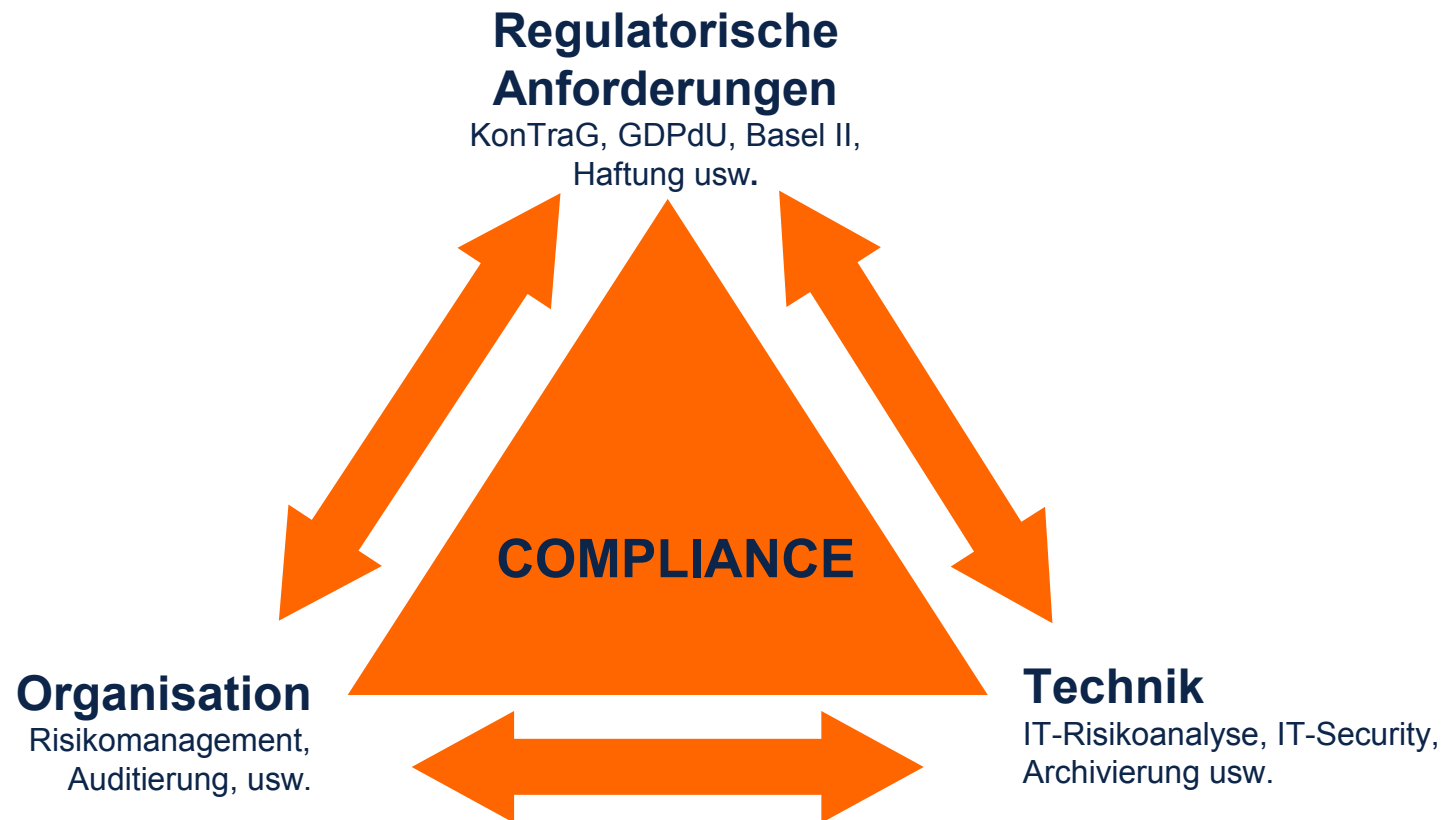 Regulatorische
Anforderungen
KonTraG, GDPdU, Basel II,
Haftung usw.
COMPLIANCE
Organisation
Risikomanagement,
Auditierung, usw.
Technik
IT-Risikoanalyse, IT-Security,
Archivierung usw.